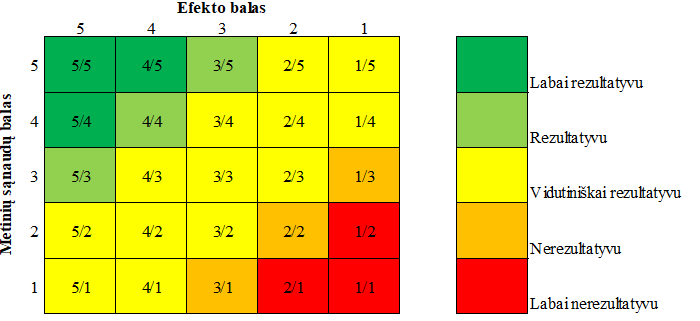 Efekto balas
5 4 3 2 1
Metinių sąnaudų balas
5 5/5 4/5 3/5 2/5 1/5
4 5/4 4/4 3/4 2/4 1/4
3 5/3 4/3 3/3 2/3 1/3
2 5/2 4/2 3/2 2/2 1/2
1 5/1 4/1 3/1 2/1 1/1
Labai rezultatyvu
Rezultatyvu
Vidutiniškai rezultatyvu
Nerezultatyvu
Labai nerezultatyvu